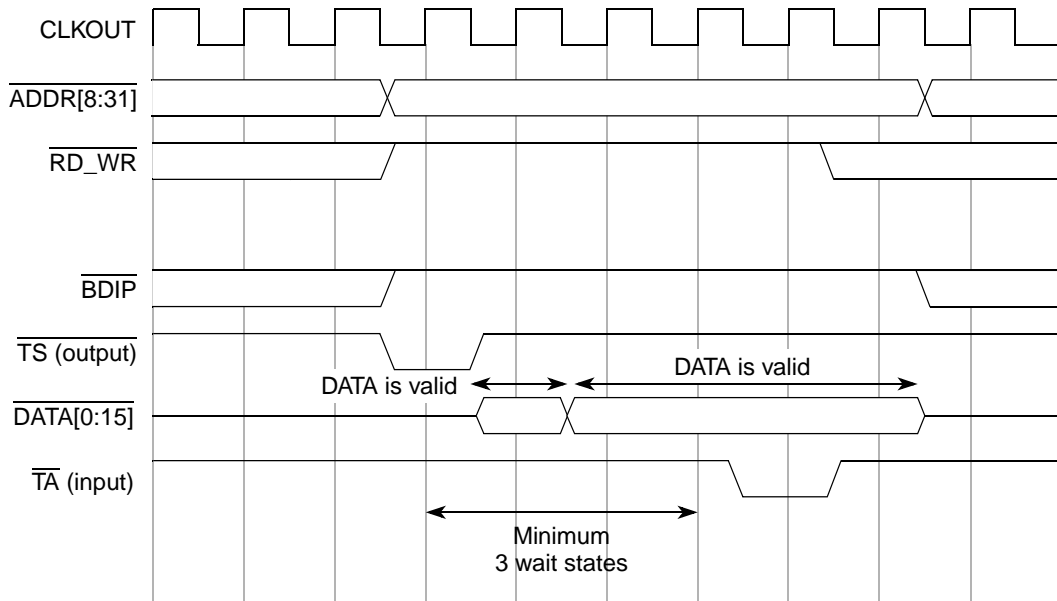 CLKOUT
ADDR[8:31]
RD_WR
BDIP
TS (output)
DATA is valid
DATA is valid
DATA[0:15]
TA (input)
Minimum
3 wait states